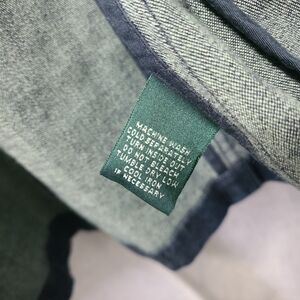 MACHINE WASH
COLD SEPARATELY
TURN INSIDE OUT
DO NOT BLEACH
TUMBLE DRY LOW
COOL IRON
IF NECESSARY